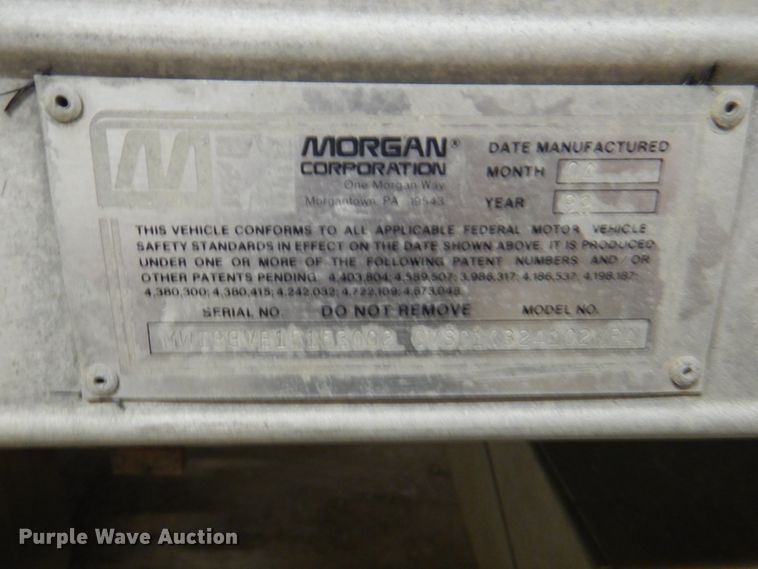 M
MORGAN®
CORPORATION
One Morgan Way
Morgantown, PA 19543
DATE MANUFACTURED
MONTH
YEAR
THIS VEHICLE CONFORMS TO ALL APPLICABLE FEDERAL MOTOR VEHICLE
SAFETY STANDARDS IN EFFECT ON THE DATE SHOWN ABOVE. IT IS PRODUCED
UNDER ONE OR MORE OF THE FOLLOWING PATENT NUMBERS AND/OR
OTHER PATENTS PENDING: 4,403,804; 4,589,507; 3,986,317; 4,186,537; 4,198,187;
4,380,300; 4,380,415; 4,242,032; 4,722,109; 4,673,048.
SERIAL NO. DO NOT REMOVE MODEL NO.
Purple Wave Auction